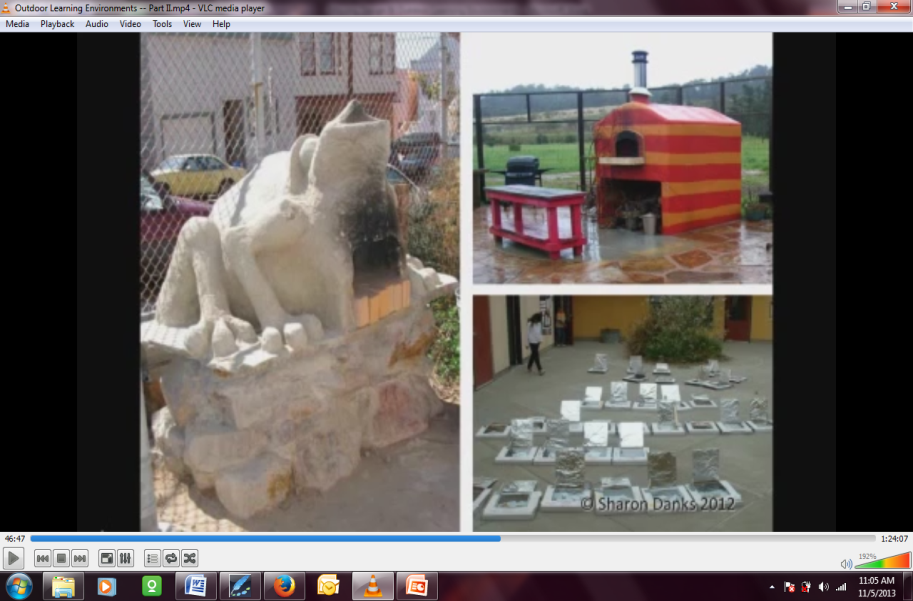 Outdoor Learning Environments -- Part II.mp4 - VLC media player
Media Playback Audio Video Tools View Help
© Sharon Danks 2012
46:47
1:24:07
192%
11:05 AM
11/5/2013